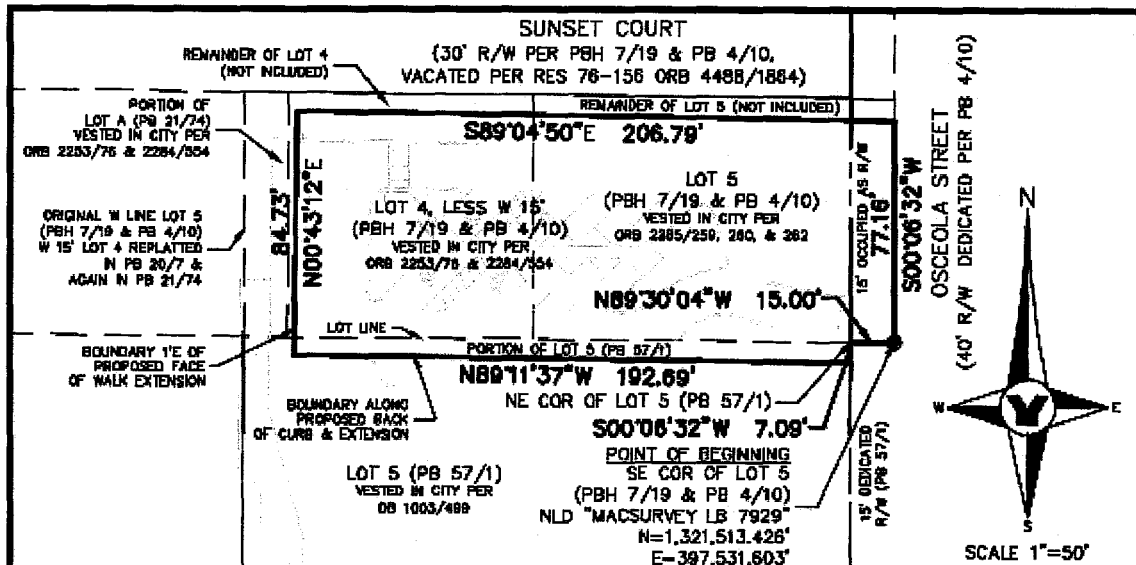 SUNSET COURT
(30' R/W PER PBH 7/19 & PB 4/10,
VACATED PER RES 76-156 ORB 4488/1864)
REMAINDER OF LOT 4
(NOT INCLUDED)
REMAINDER OF LOT 5 (NOT INCLUDED)
PORTION OF
LOT A (PB 21/74)
VESTED IN CITY PER
ORB 2253/76 & 2264/554
S89°04'50"E 206.79'
84.73'
N00°43'12"E
ORIGINAL W LINE LOT 5
(PBH 7/19 & PB 4/10)
W 15' LOT 4 REPLATTED
IN PB 20/7 &
AGAIN IN PB 21/74
LOT 4, LESS W 15'
(PBH 7/19 & PB 4/10)
VESTED IN CITY PER
ORB 2253/76 & 2264/554
LOT 5
(PBH 7/19 & PB 4/10)
VESTED IN CITY PER
ORB 2265/259, 260, & 262
15' OCCUPIED AS R/W
77.16'
S00°06'32"W
OSCEOLA STREET
(40' R/W DEDICATED PER PB 4/10)
N89°30'04"W 15.00'
LOT LINE
PORTION OF LOT 5 (PB 57/1)
BOUNDARY 1'E OF
PROPOSED FACE
OF WALK EXTENSION
N89°11'37"W 192.69'
NE COR OF LOT 5 (PB 57/1)
BOUNDARY ALONG
PROPOSED BACK
OF CURB & EXTENSION
S00°06'32"W 7.09'
POINT OF BEGINNING
SE COR OF LOT 5
(PBH 7/19 & PB 4/10)
NLD "MACSURVEY LB 7929"
N=1,321,513.426'
E=397,531.603'
LOT 5 (PB 57/1)
VESTED IN CITY PER
DB 1003/499
15' DEDICATED
R/W (PB 57/1)
N
W
E
S
SCALE 1"=50'